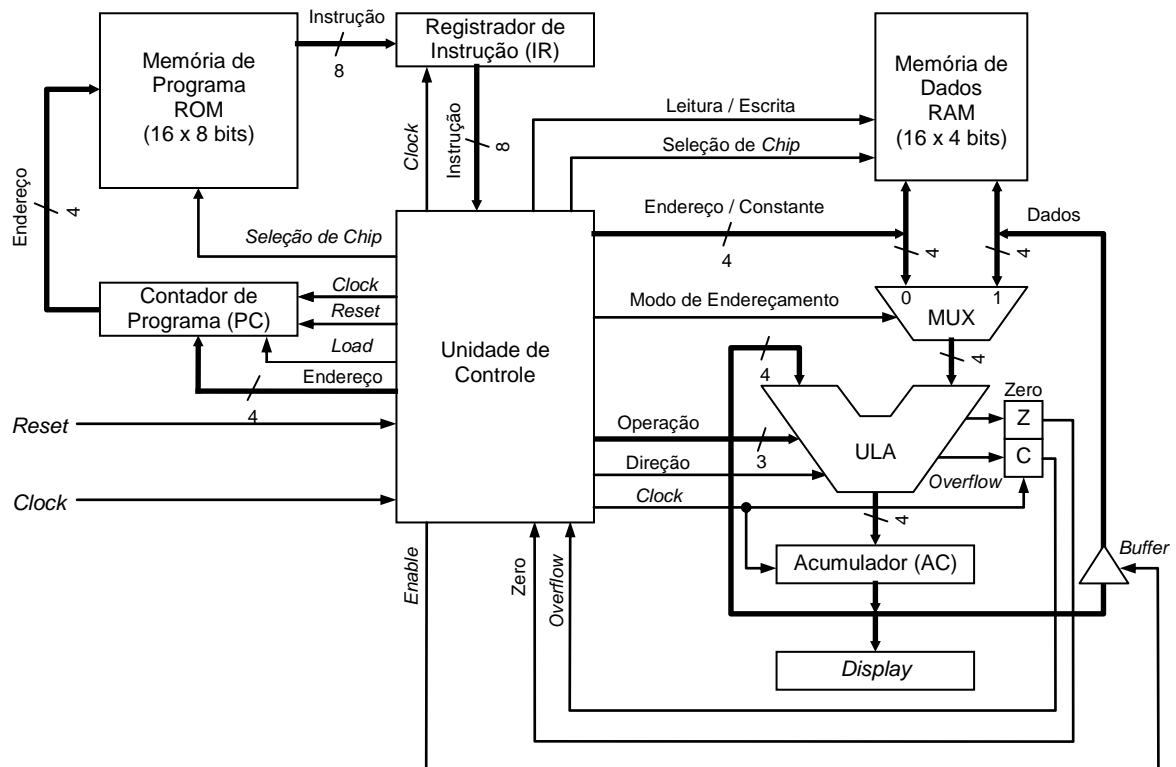 Instrução
8
Registrador de
Instrução (IR)
Memória de
Programa
ROM
(16 x 8 bits)
Memória de
Dados
RAM
(16 x 4 bits)
Clock
Instrução
8
Leitura / Escrita
Seleção de Chip
Endereço
4
Seleção de Chip
Endereço / Constante
4
4
4
Dados
Contador de
Programa (PC)
Clock
Reset
Load
Endereço
4
Unidade de
Controle
Modo de Endereçamento
0
1
MUX
4
4
Reset
Clock
Operação
3
Direção
Clock
ULA
Zero
Z
C
Overflow
4
Acumulador (AC)
Buffer
Enable
Zero
Overflow
Display